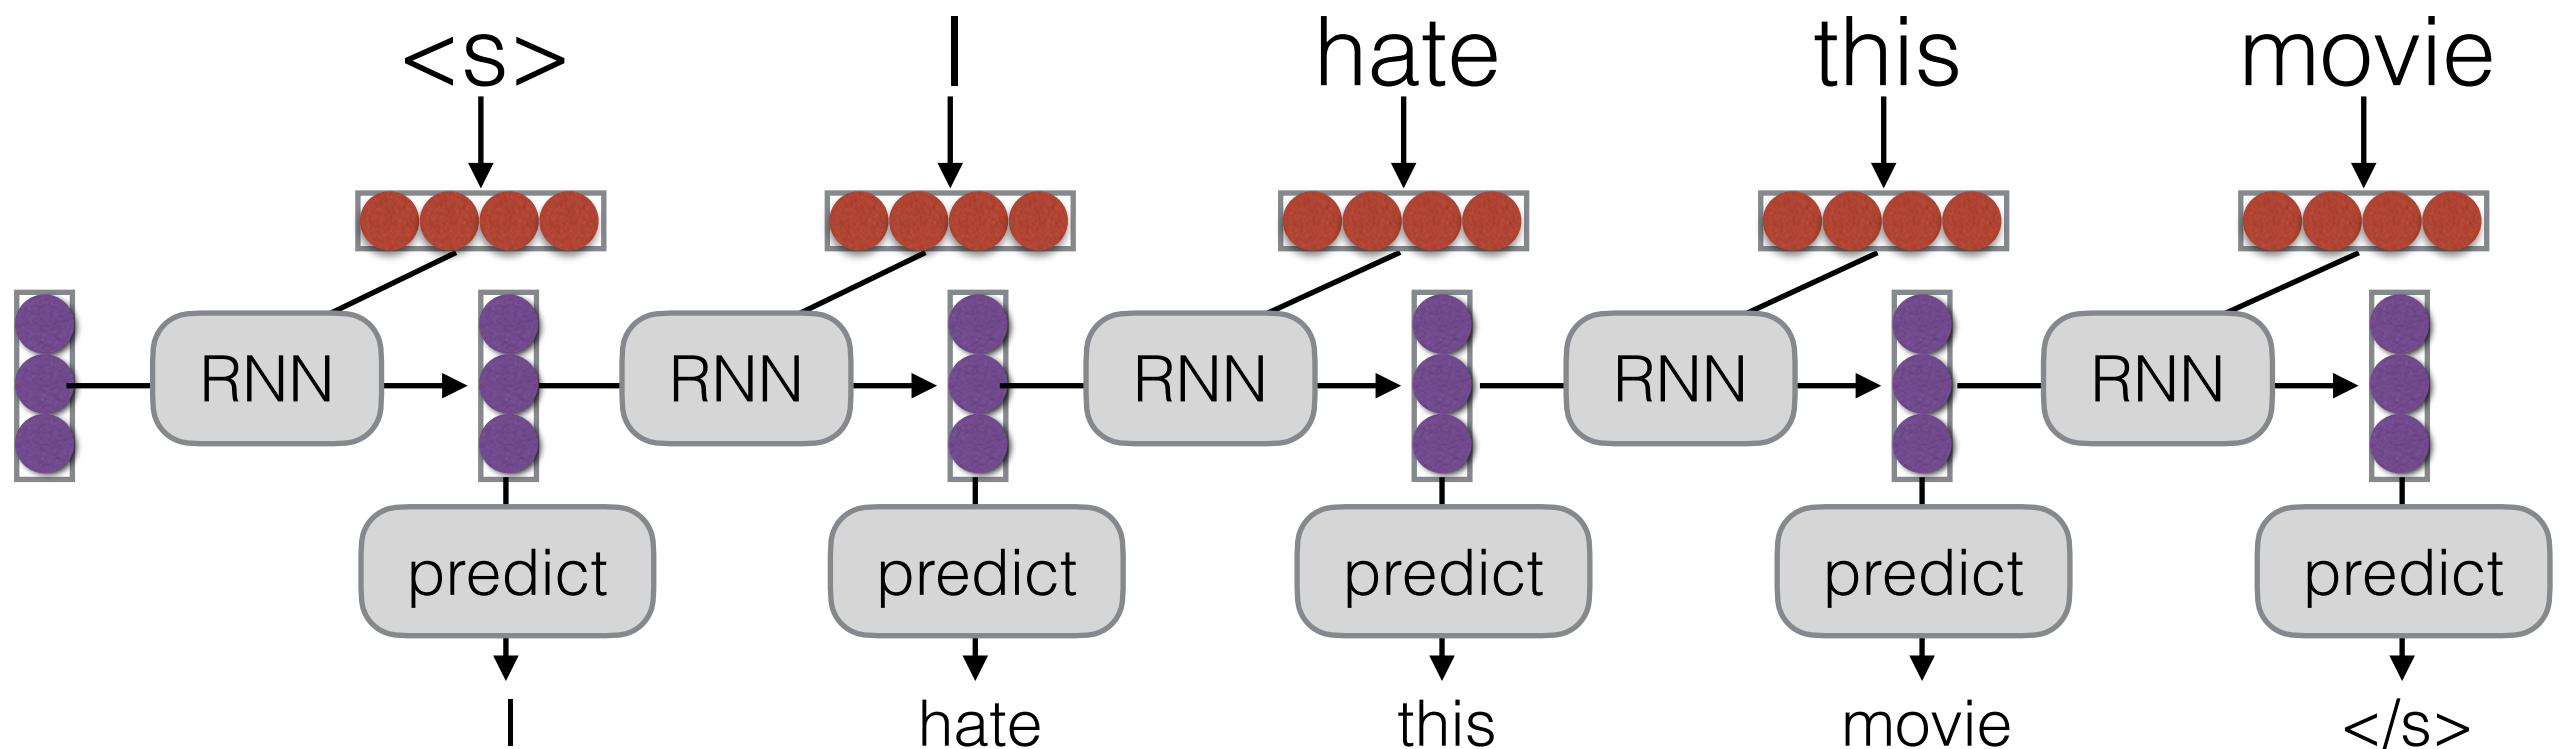 <s> I hate this movie
RNN RNN RNN RNN RNN
predict predict predict predict predict
I hate this movie </s>